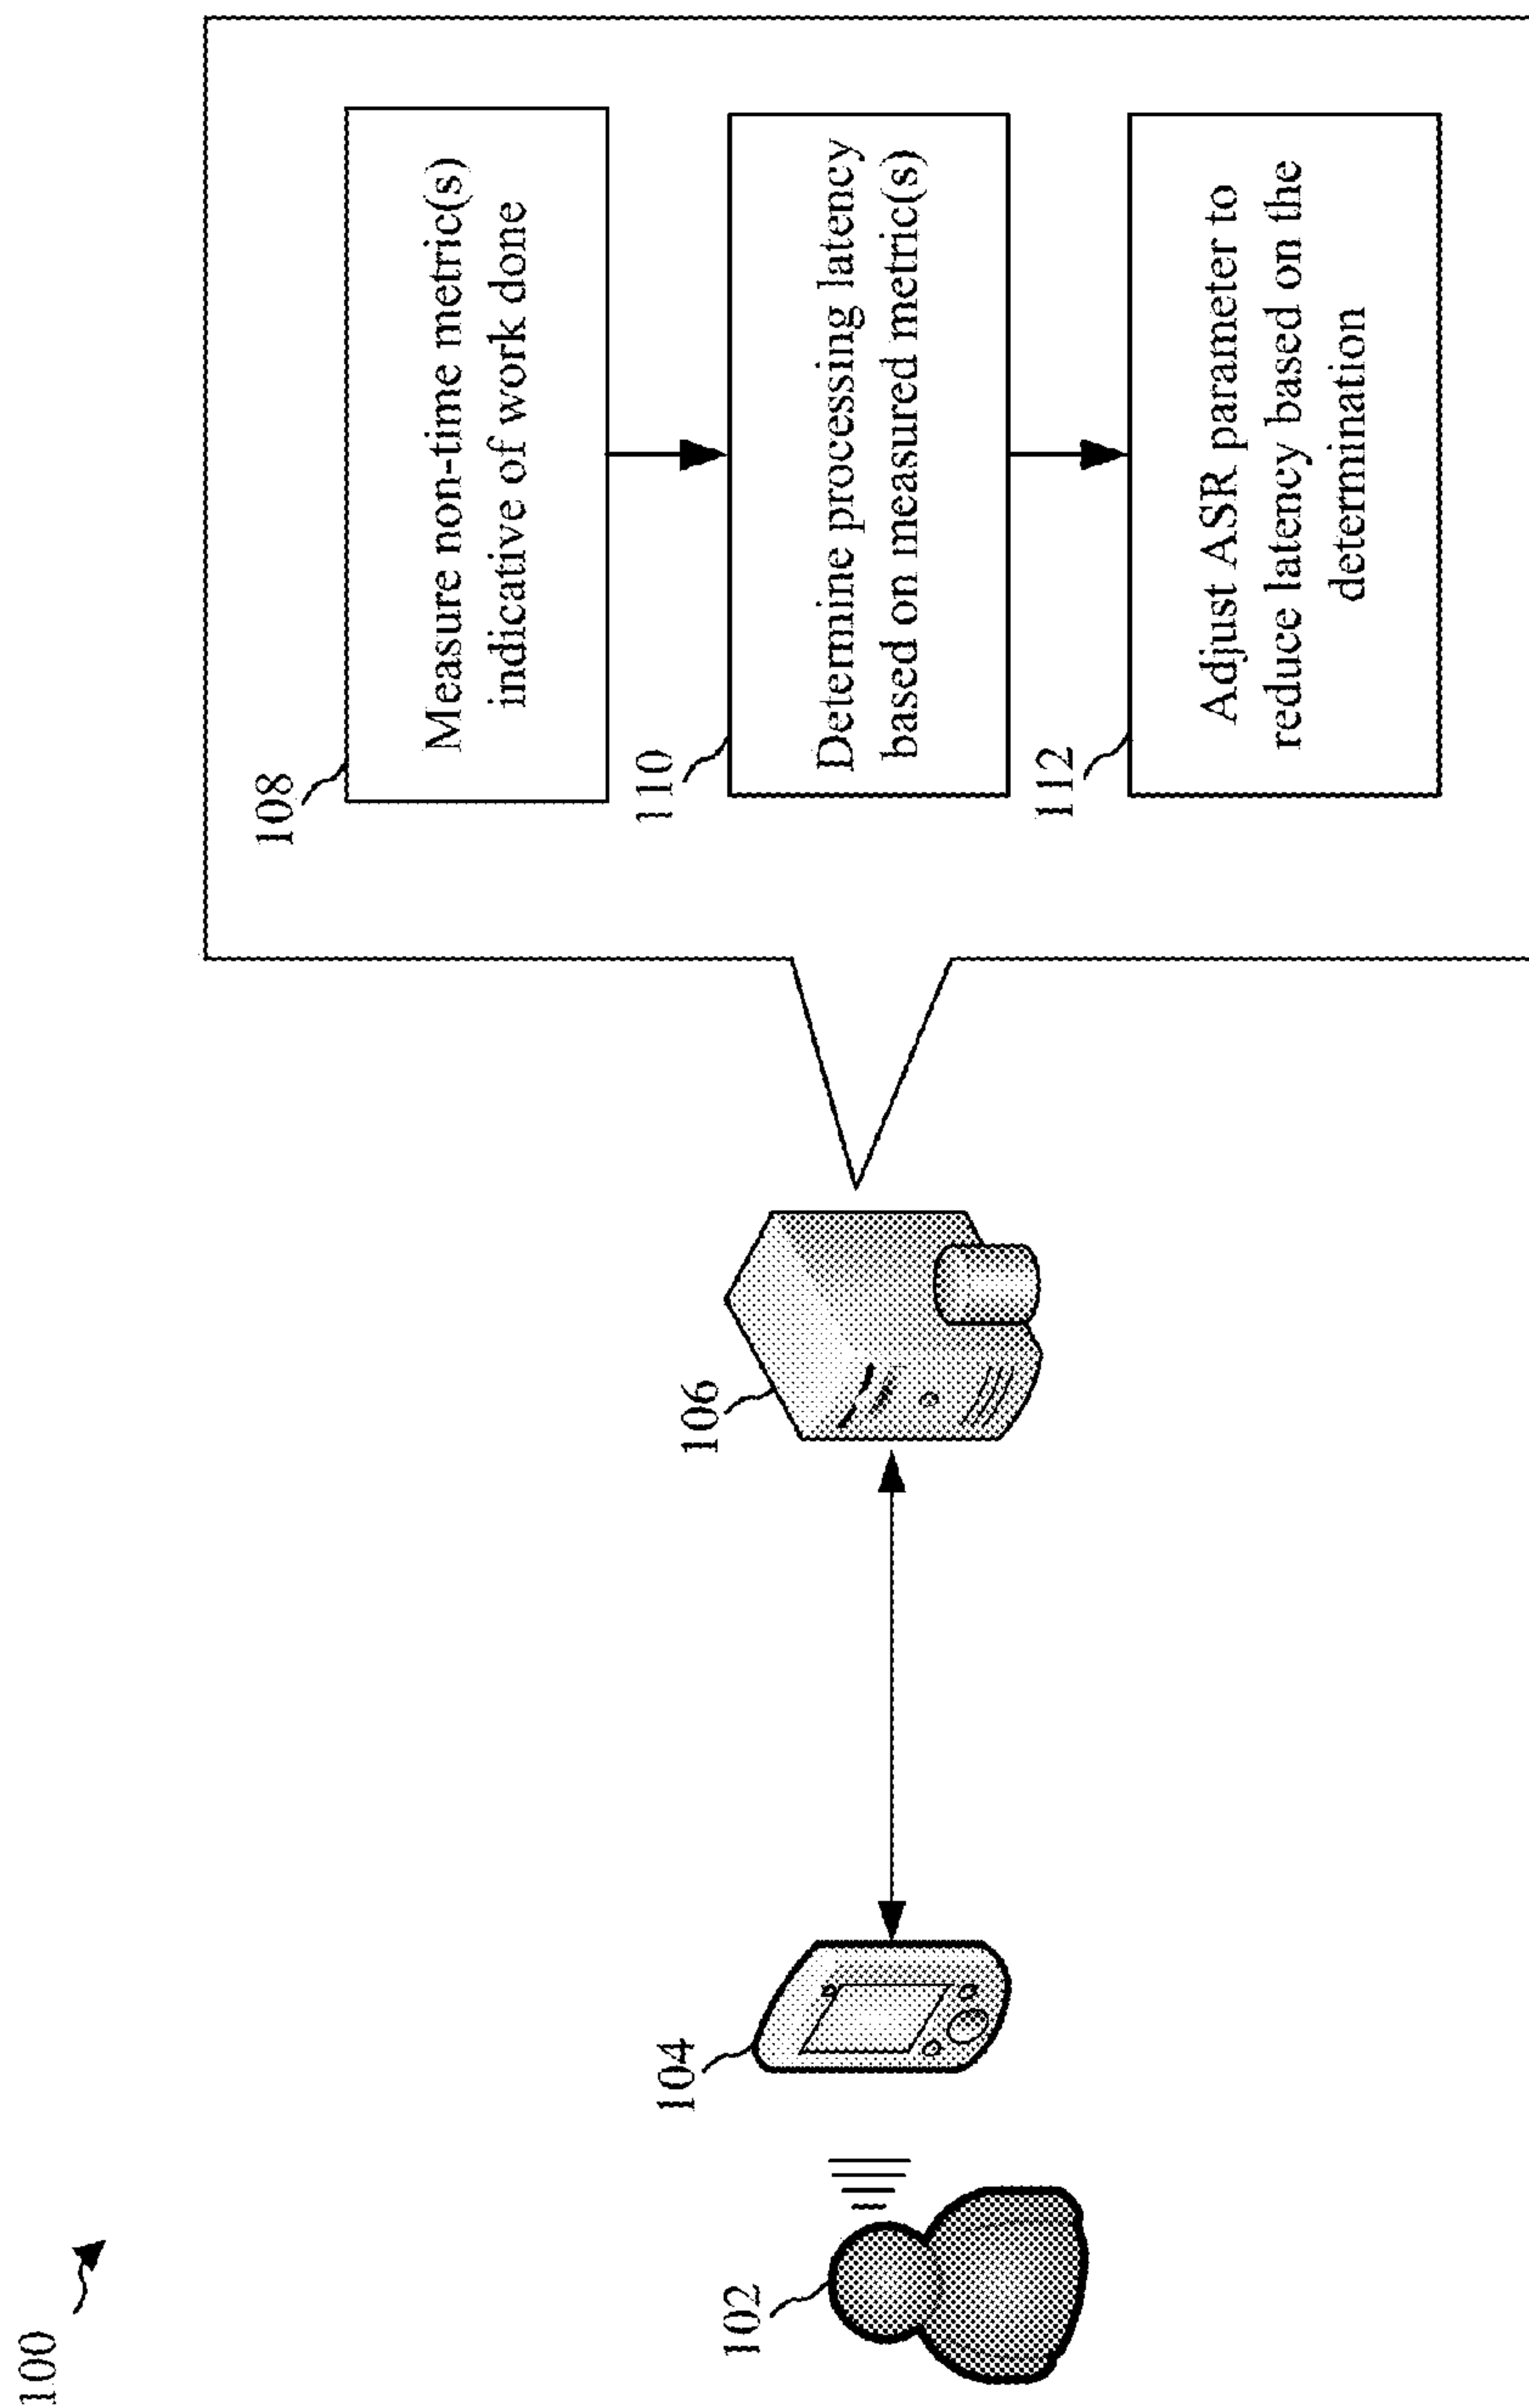 100
102
104
106
108
Measure non-time metric(s)
indicative of work done
110
Determine processing latency
based on measured metric(s)
112
Adjust ASR parameter to
reduce latency based on the
determination